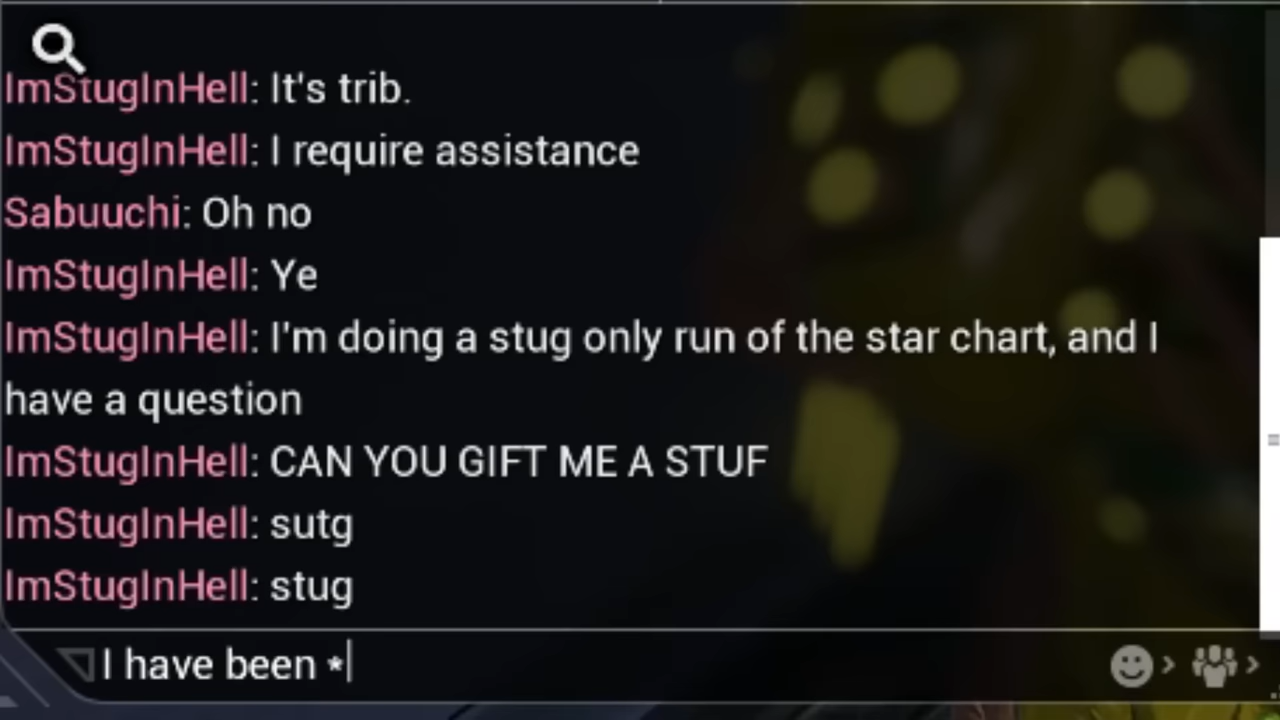 ImStugInHell: It's trib.
ImStugInHell: I require assistance
Sabuuchi: Oh no
ImStugInHell: Ye
ImStugInHell: I'm doing a stug only run of the star chart, and I
have a question
ImStugInHell: CAN YOU GIFT ME A STUF
ImStugInHell: sutg
ImStugInHell: stug
I have been *